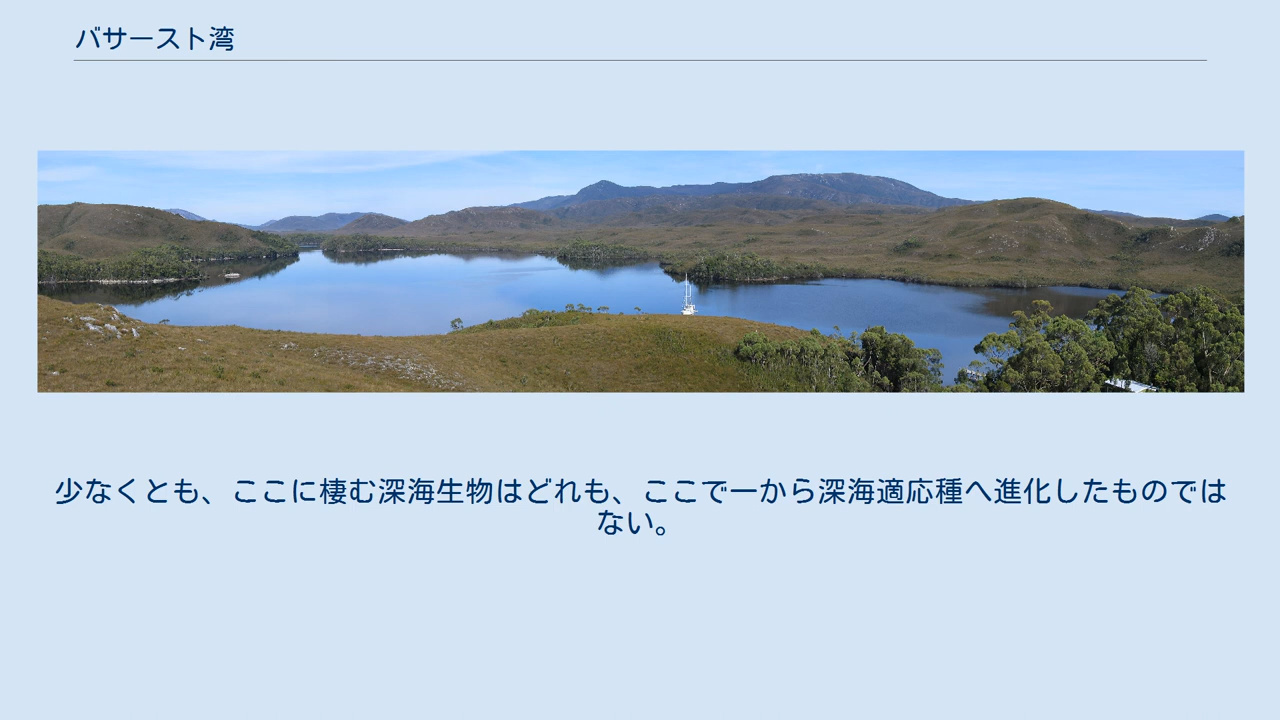 バサースト湾
少なくとも、ここに棲む深海生物はどれも、ここで一から深海適応種へ進化したものでは
ない。